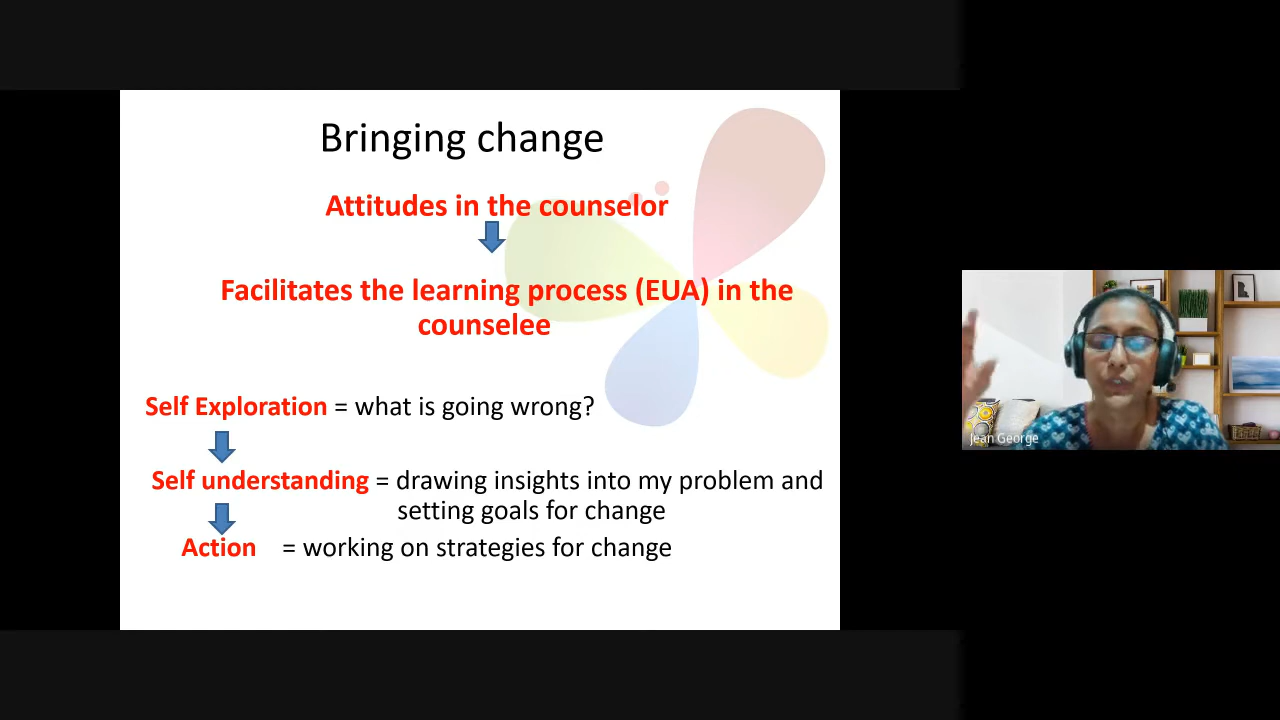 Bringing change
Attitudes in the counselor
Facilitates the learning process (EUA) in the
counselee
Self Exploration = what is going wrong?
Self understanding = drawing insights into my problem and
setting goals for change
Action = working on strategies for change
Jean George